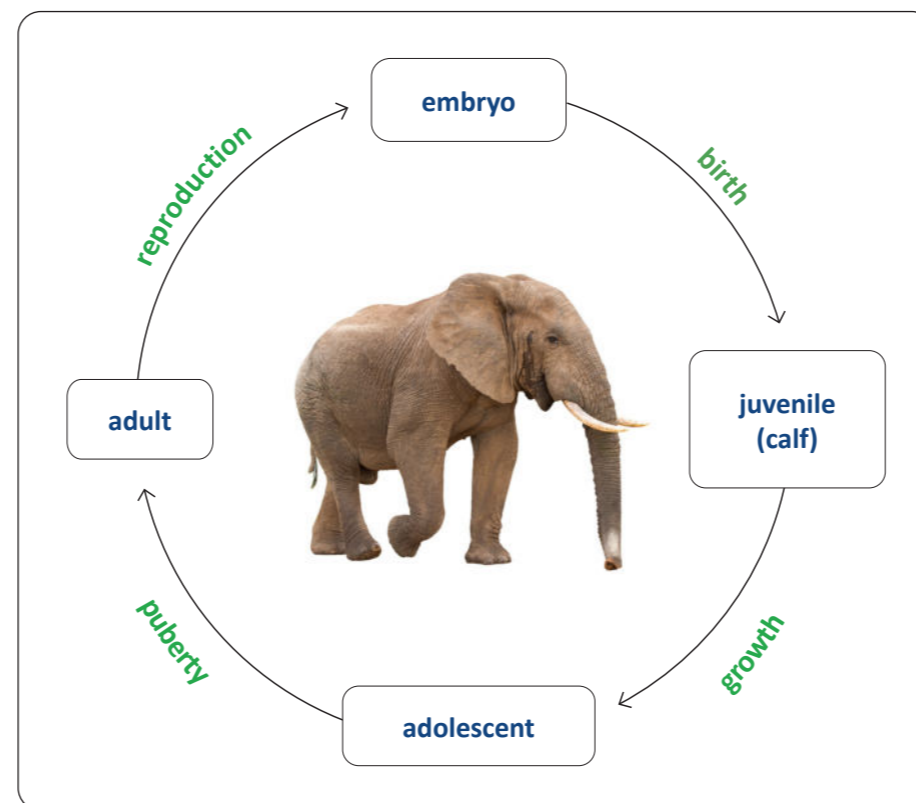 embryo
birth
juvenile
(calf)
growth
adolescent
puberty
adult
reproduction